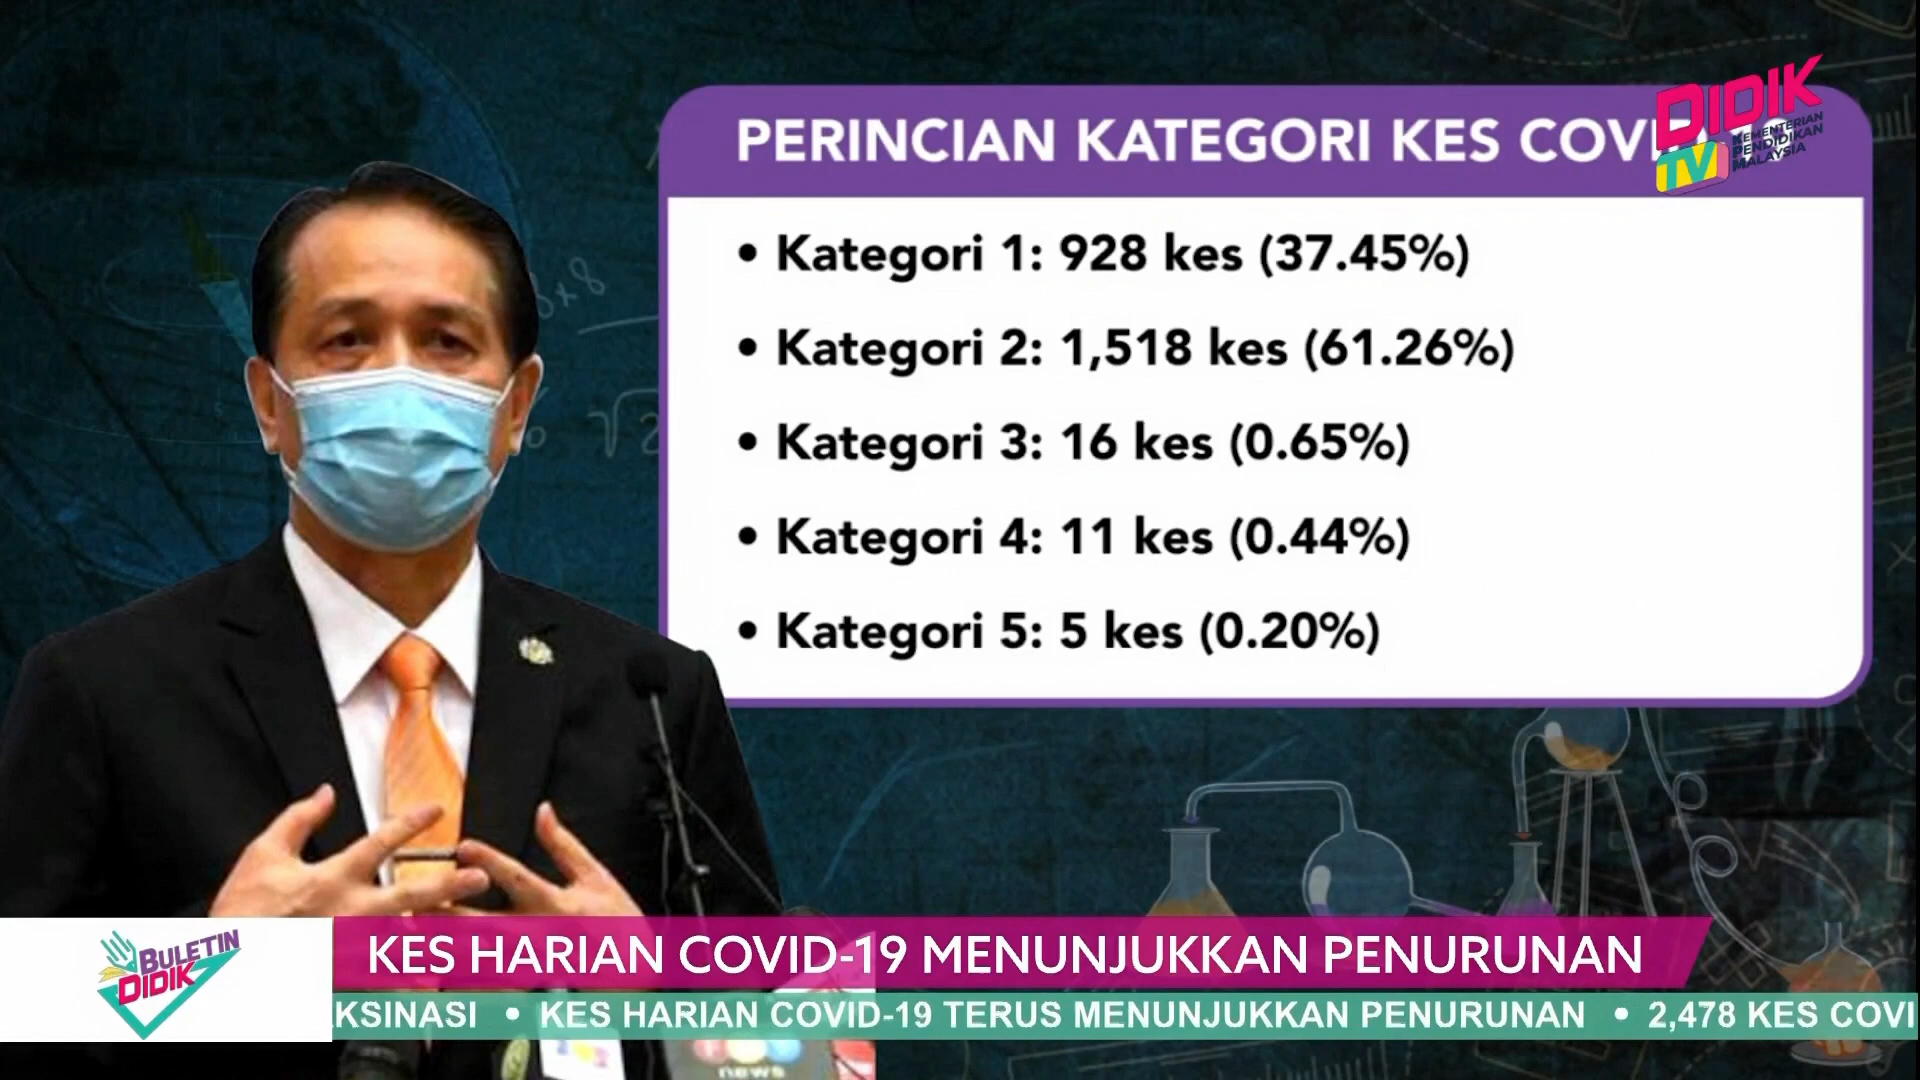 PERINCIAN KATEGORI KES
DIDIK
TV
KEMENTERIAN
PENDIDIKAN
MALAYSIA
• Kategori 1: 928 kes (37.45%)
• Kategori 2: 1,518 kes (61.26%)
• Kategori 3: 16 kes (0.65%)
• Kategori 4: 11 kes (0.44%)
• Kategori 5: 5 kes (0.20%)
BULETIN
DIDIK
KES HARIAN COVID-19 MENUNJUKKAN PENURUNAN
KSINASI • KES HARIAN COVID-19 TERUS MENUNJUKKAN PENURUNAN • 2,478 KES COVI
news